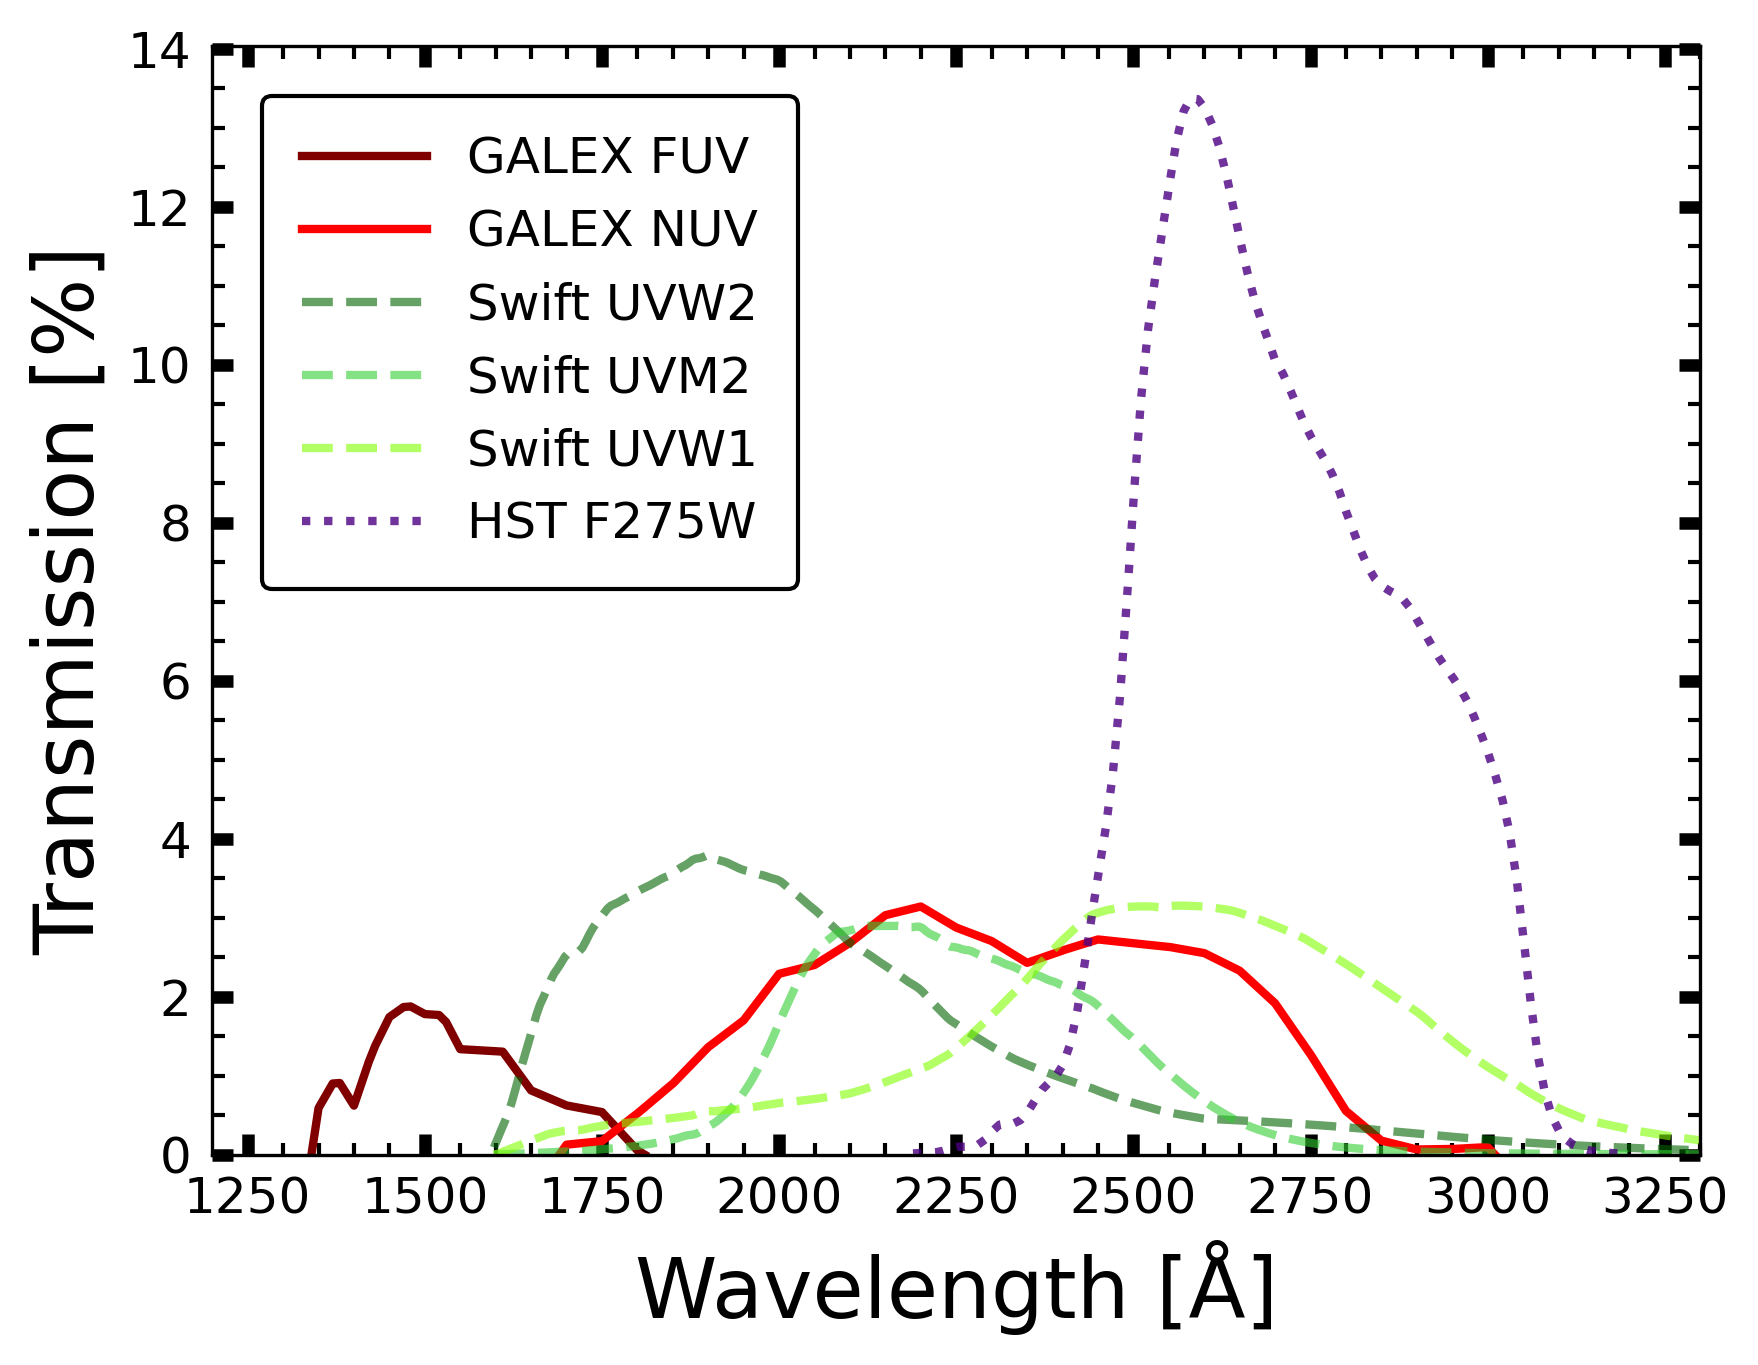 14
12
10
8
6
4
2
0
Transmission [%]
GALEX FUV
GALEX NUV
Swift UVW2
Swift UVM2
Swift UVW1
HST F275W
1250 1500 1750 2000 2250 2500 2750 3000 3250
Wavelength [Å]